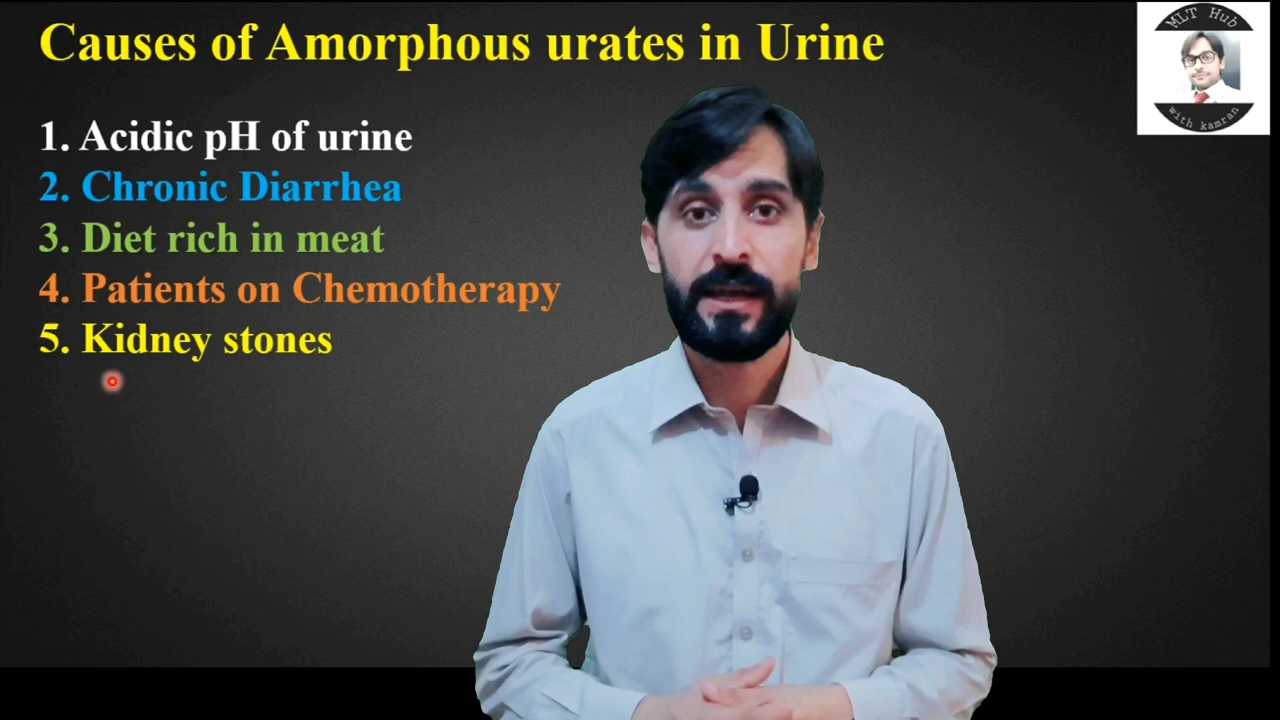 Causes of Amorphous urates in Urine
MLT Hub
with kamran
1. Acidic pH of urine
2. Chronic Diarrhea
3. Diet rich in meat
4. Patients on Chemotherapy
5. Kidney stones